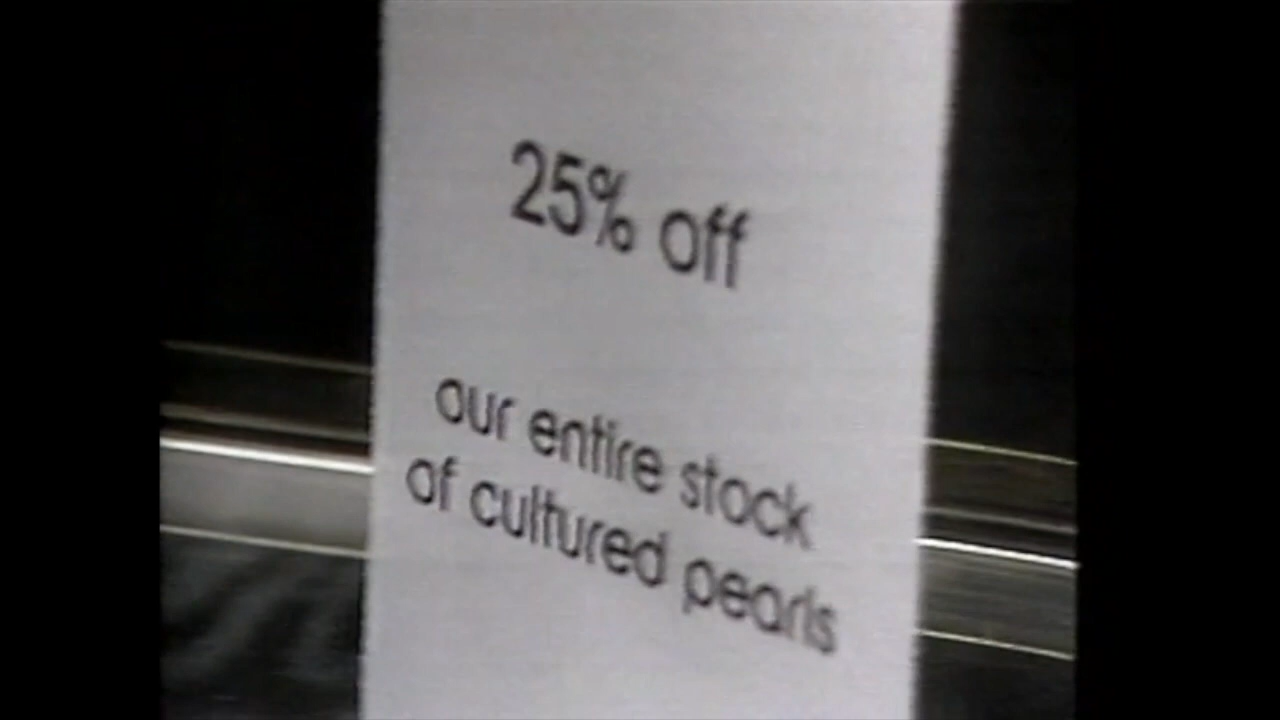 25% off
our entire stock
of cultured pearls